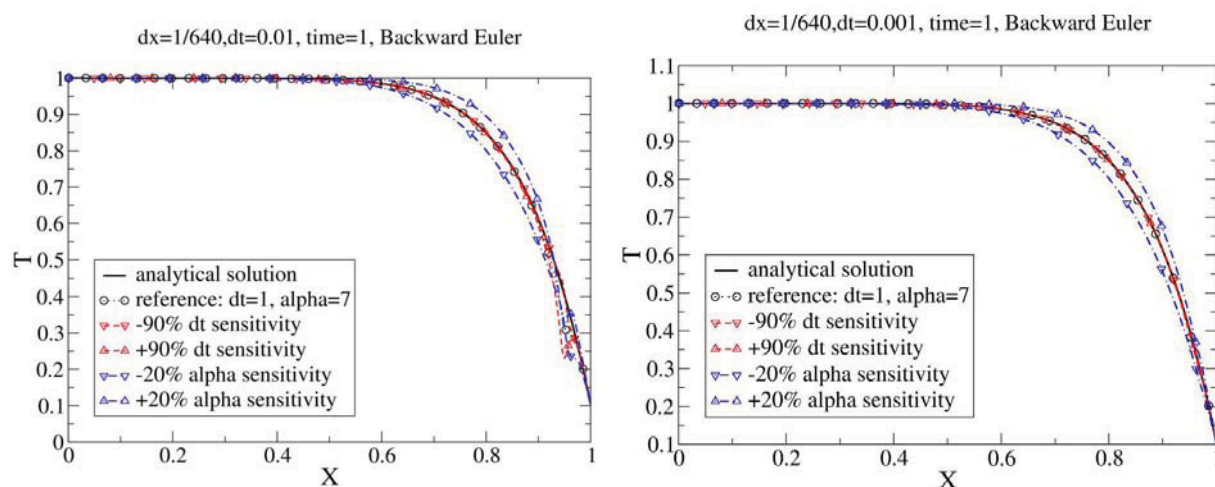 dx=1/640,dt=0.01, time=1, Backward Euler
1
0.9
0.8
0.7
0.6
T
0.5
0.4
0.3
0.2
0.1
0
analytical solution
reference: dt=1, alpha=7
-90% dt sensitivity
+90% dt sensitivity
-20% alpha sensitivity
+20% alpha sensitivity
0 0.2 0.4 0.6 0.8 1
X
dx=1/640,dt=0.001, time=1, Backward Euler
1.1
1
0.9
0.8
0.7
T
0.6
0.5
0.4
0.3
0.2
0.1
analytical solution
reference: dt=1, alpha=7
-90% dt sensitivity
+90% dt sensitivity
-20% alpha sensitivity
+20% alpha sensitivity
0 0.2 0.4 0.6 0.8
X